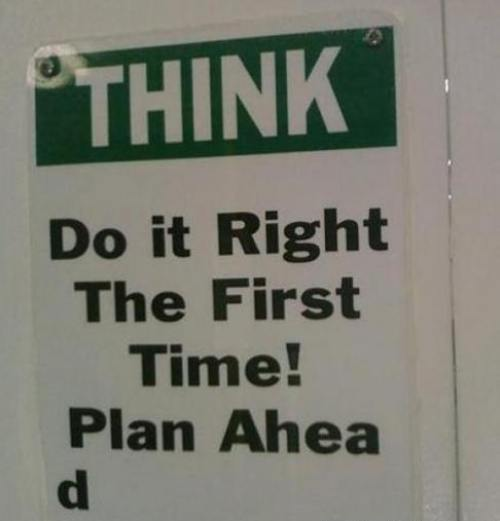 THINK
Do it Right
The First
Time!
Plan Ahea
d